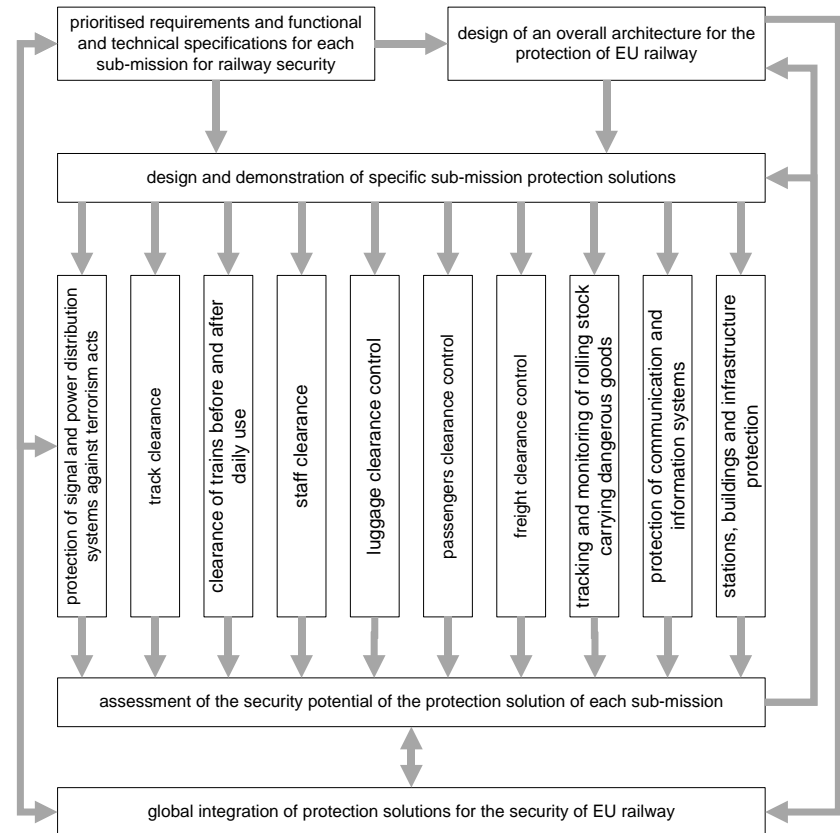 prioritised requirements and functional
and technical specifications for each
sub-mission for railway security
design of an overall architecture for the
protection of EU railway
design and demonstration of specific sub-mission protection solutions
protection of signal and power distribution
systems against terrorism acts
track clearance
clearance of trains before and after
daily use
staff clearance
luggage clearance control
passengers clearance control
freight clearance control
tracking and monitoring of rolling stock
carrying dangerous goods
protection of communication and
information systems
stations, buildings and infrastructure
protection
assessment of the security potential of the protection solution of each sub-mission
global integration of protection solutions for the security of EU railway